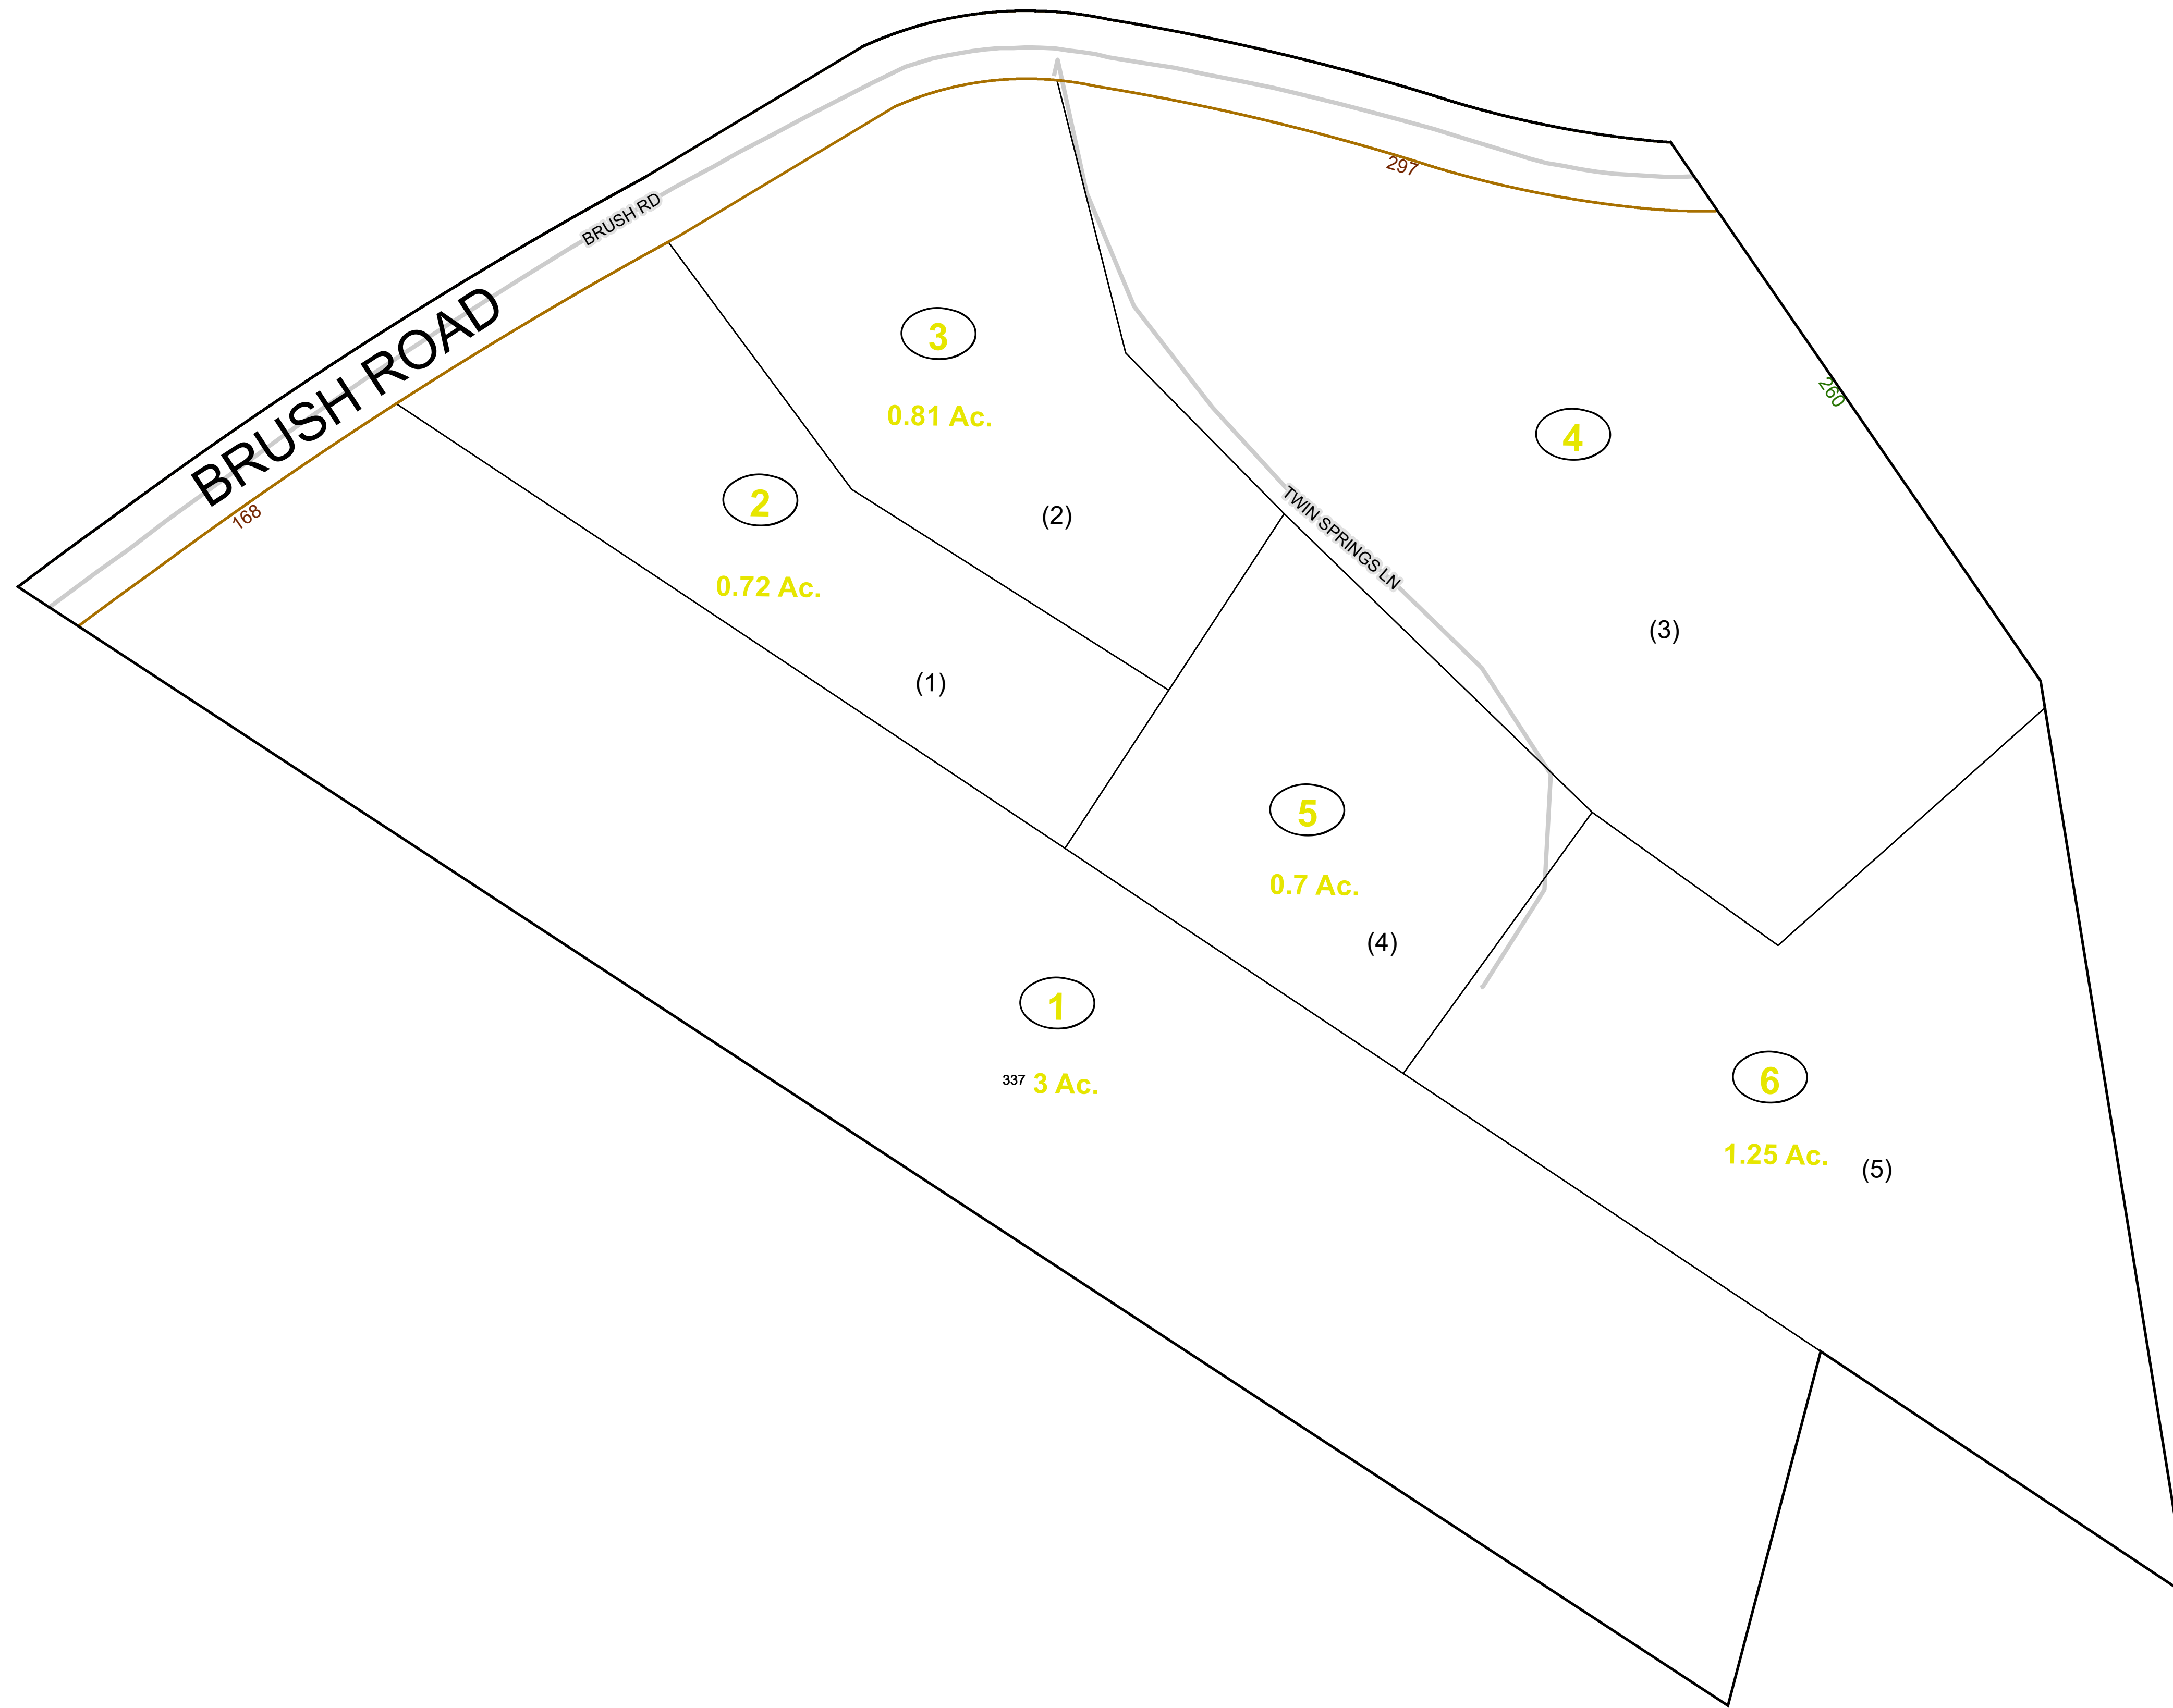 297
BRUSH RD
BRUSH ROAD
168
3
0.81 Ac.
260
4
2
(2)
0.72 Ac.
TWIN SPRINGS LN
(3)
(1)
5
0.7 Ac.
(4)
1
337 3 Ac.
6
1.25 Ac. (5)